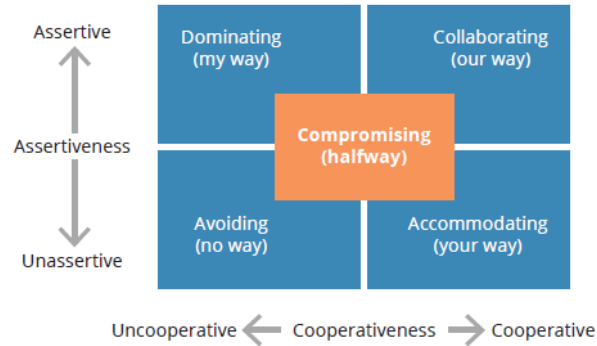 Assertive
Dominating
(my way)
Collaborating
(our way)
Assertiveness
Compromising
(halfway)
Avoiding
(no way)
Accommodating
(your way)
Unassertive
Uncooperative
Cooperativeness
Cooperative